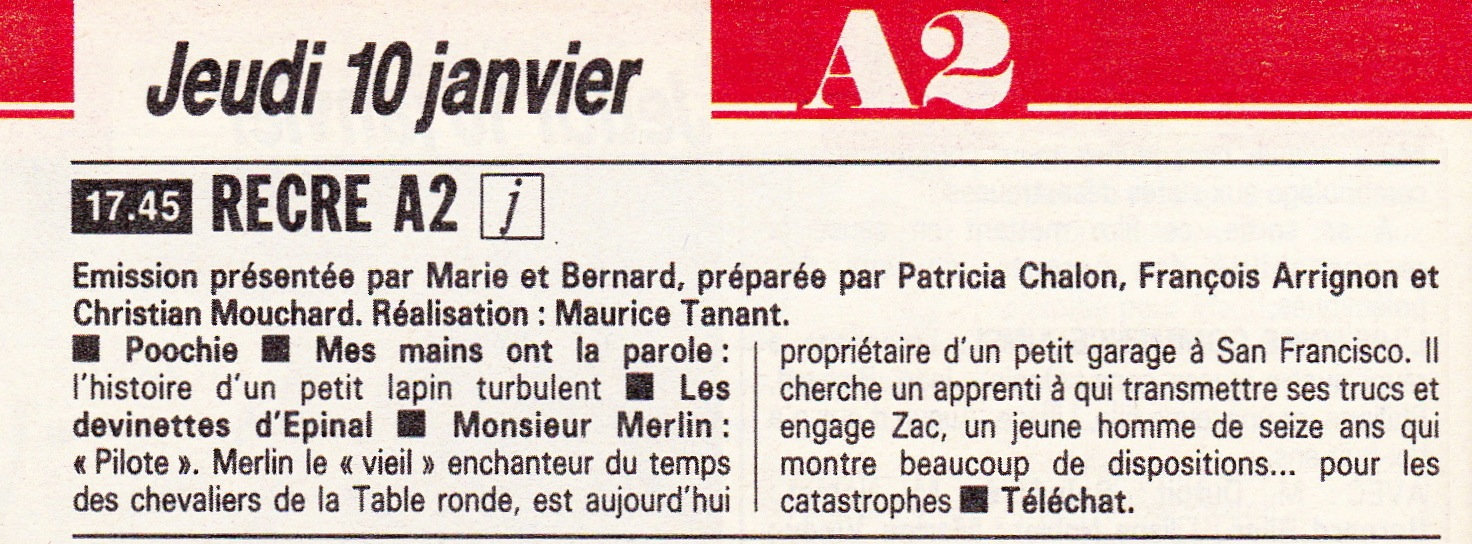 Jeudi 10 janvier
A2
17.45 RECRE A2 j
Emission présentée par Marie et Bernard, préparée par Patricia Chalon, François Arrignon et
Christian Mouchard. Réalisation : Maurice Tanant.
■ Poochie ■ Mes mains ont la parole :
l'histoire d'un petit lapin turbulent ■ Les
devinettes d'Epinal ■ Monsieur Merlin :
« Pilote ». Merlin le « vieil » enchanteur du temps
des chevaliers de la Table ronde, est aujourd'hui
propriétaire d'un petit garage à San Francisco. Il
cherche un apprenti à qui transmettre ses trucs et
engage Zac, un jeune homme de seize ans qui
montre beaucoup de dispositions... pour les
catastrophes ■ Téléchat.